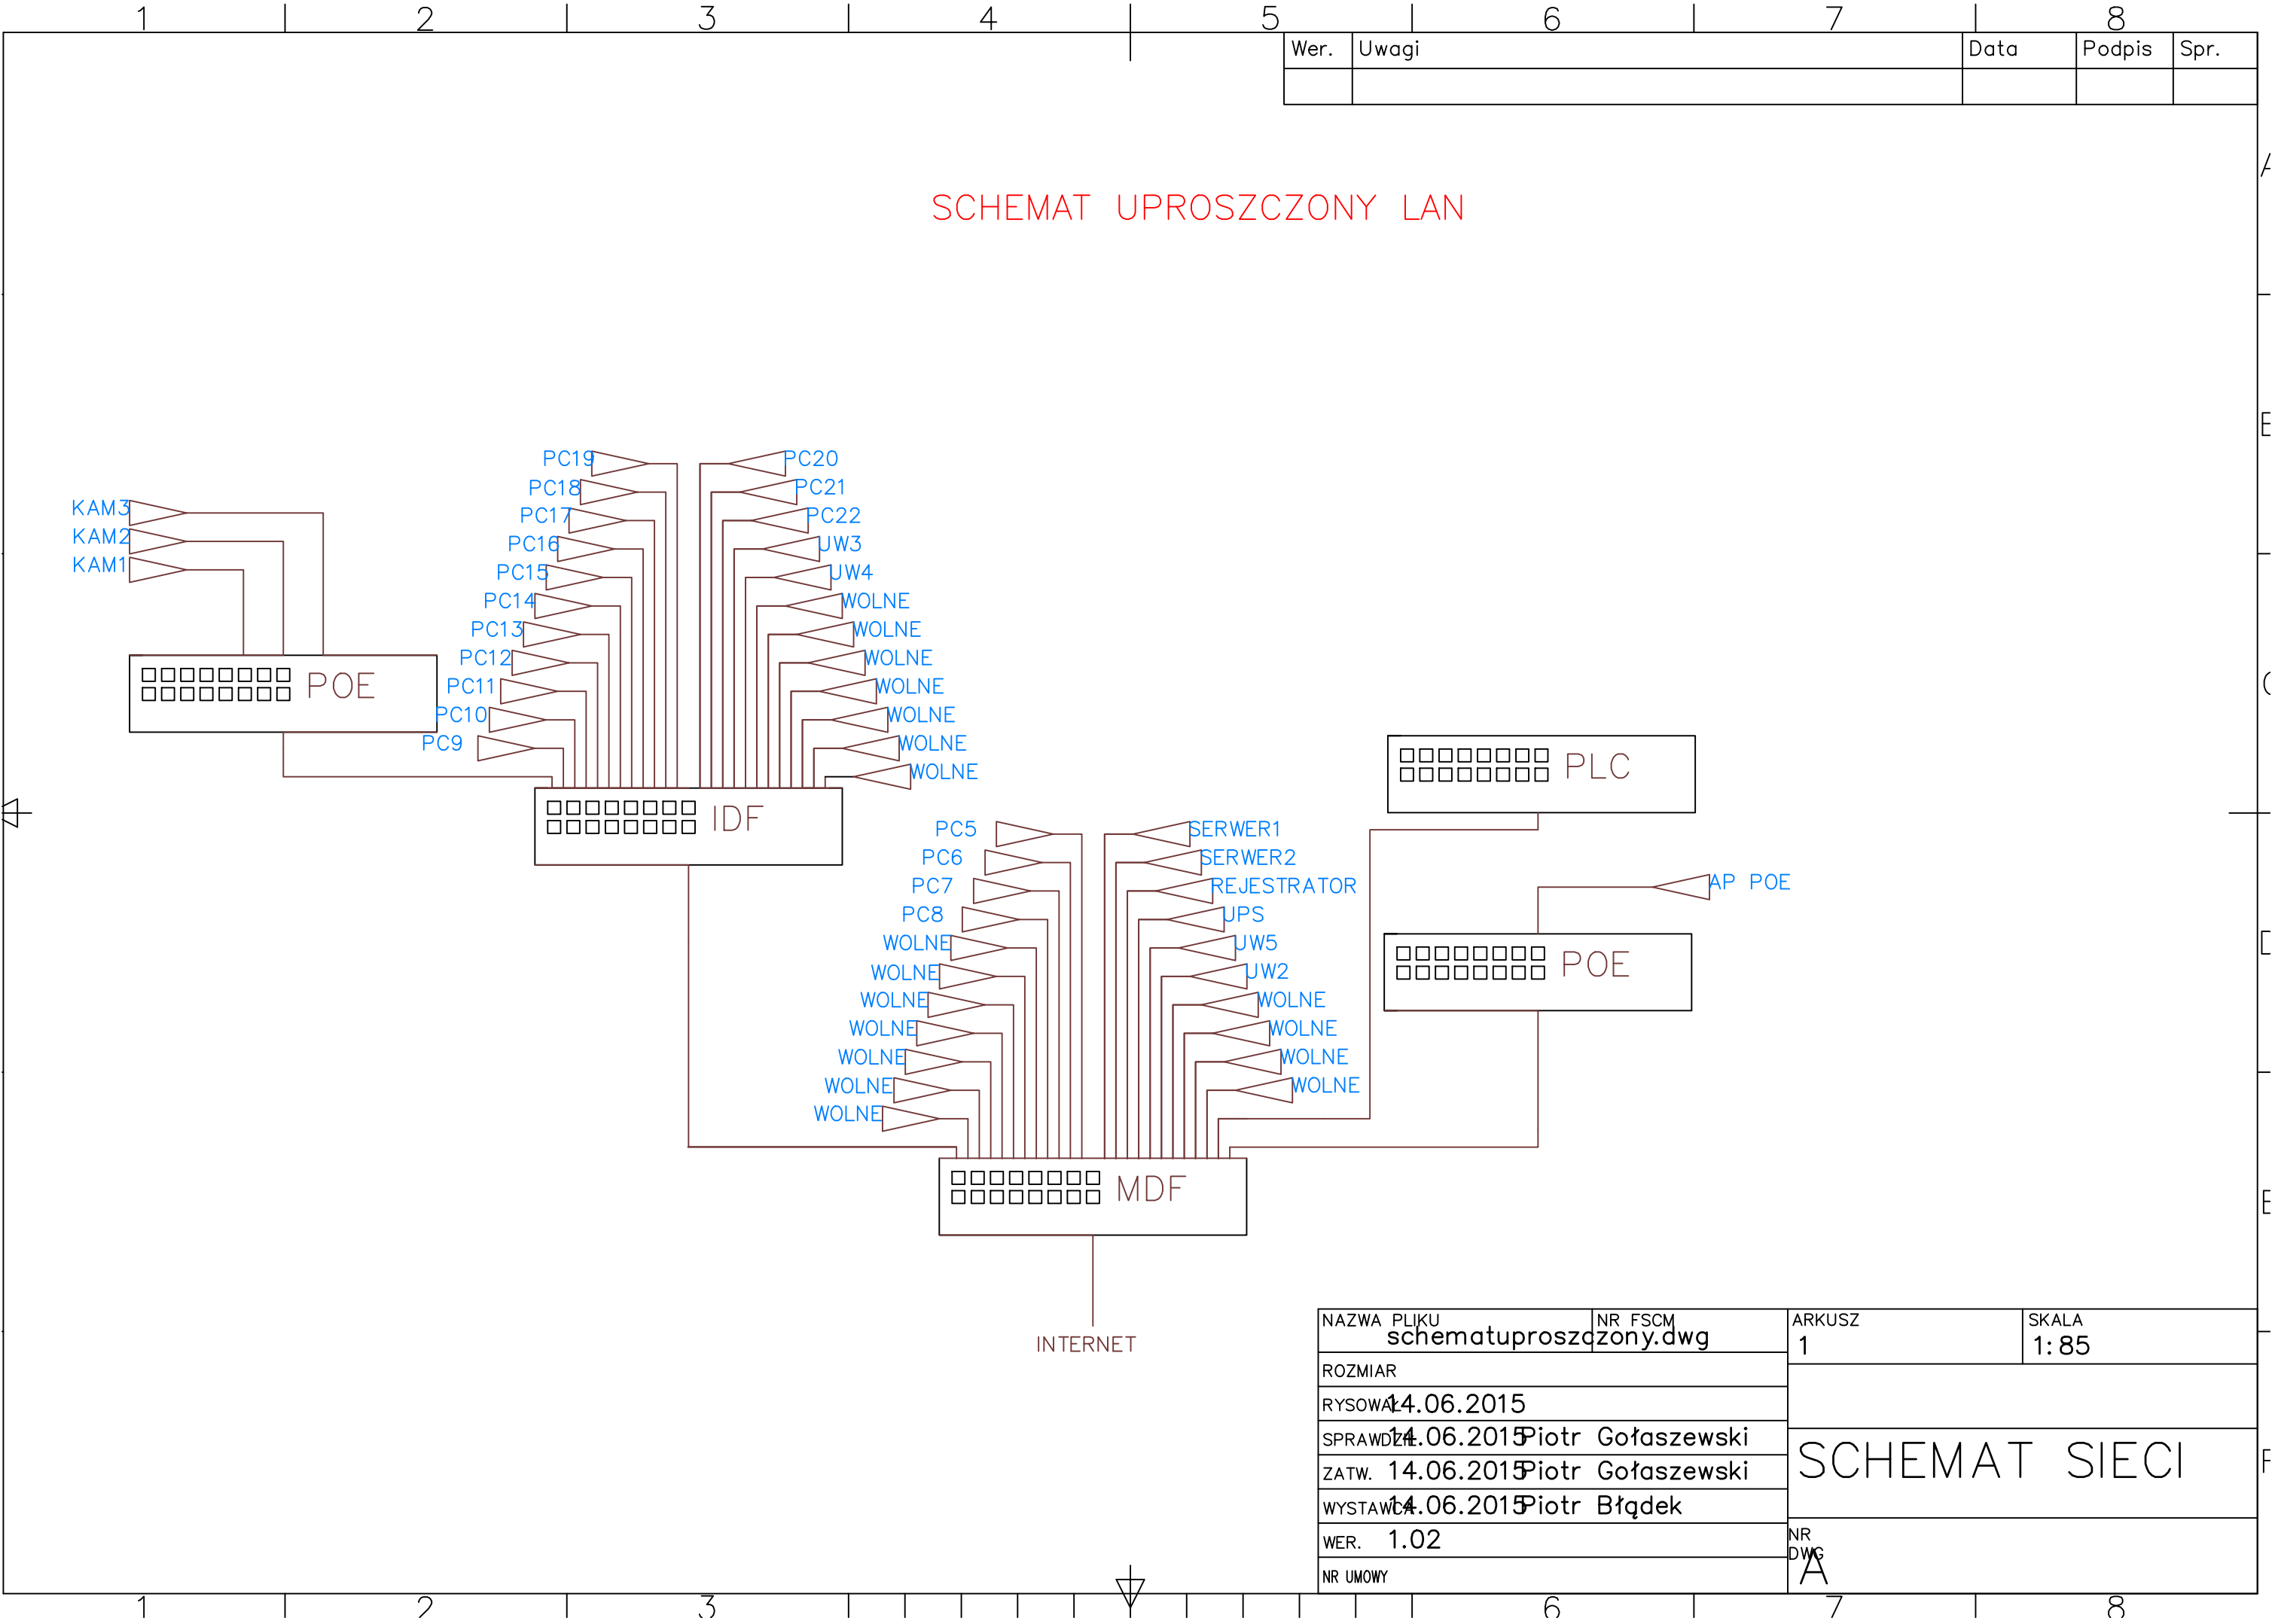 1 2 3 4 5 6 7 8
Wer. Uwagi Data Podpis Spr.
A
SCHEMAT UPROSZCZONY LAN
PC19 PC20
PC18 PC21
KAM3
PC17 PC22
KAM2
PC16 UW3
KAM1
PC15 UW4
PC14 WOLNE
PC13 WOLNE
PC12 WOLNE
POE
PC11 WOLNE
PC10 WOLNE
PC9 WOLNE
WOLNE
PLC
IDF
PC5 SERWER1
PC6 SERWER2
PC7 REJESTRATOR
AP POE
PC8 UPS
WOLNE UW5
WOLNE UW2
POE
WOLNE WOLNE
WOLNE WOLNE
WOLNE WOLNE
WOLNE WOLNE
WOLNE
MDF
E
INTERNET
NAZWA PLIKU NR FSCM ARKUSZ SKALA
schematuproszczony.dwg 1 1:85
ROZMIAR
RYSOWAŁ 14.06.2015
SPRAWDZIŁ 14.06.2015 Piotr Gołaszewski
ZATW. 14.06.2015 Piotr Gołaszewski
SCHEMAT SIECI
WYSTAWCA 14.06.2015 Piotr Błądek
WER. 1.02
NR
DWG
A
NR UMOWY
1 2 3 6 7 8